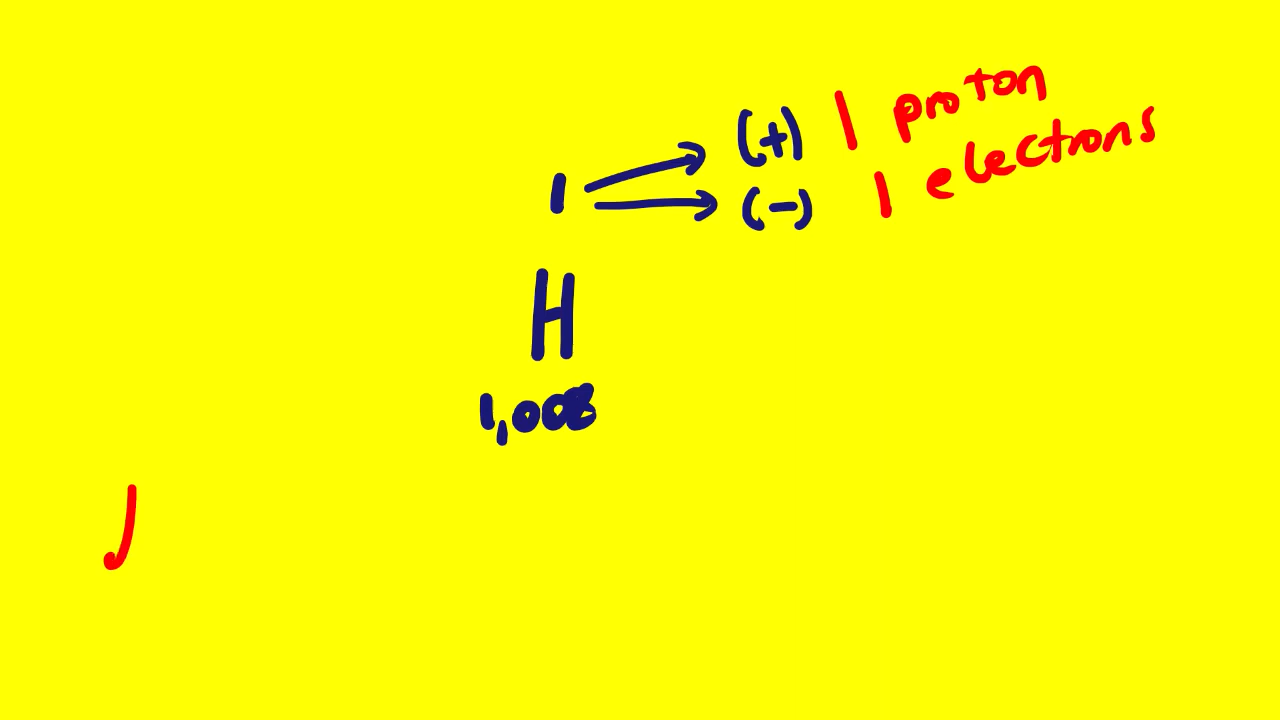 (+) 1 proton
1 (-) 1 electrons
H
1,008
J